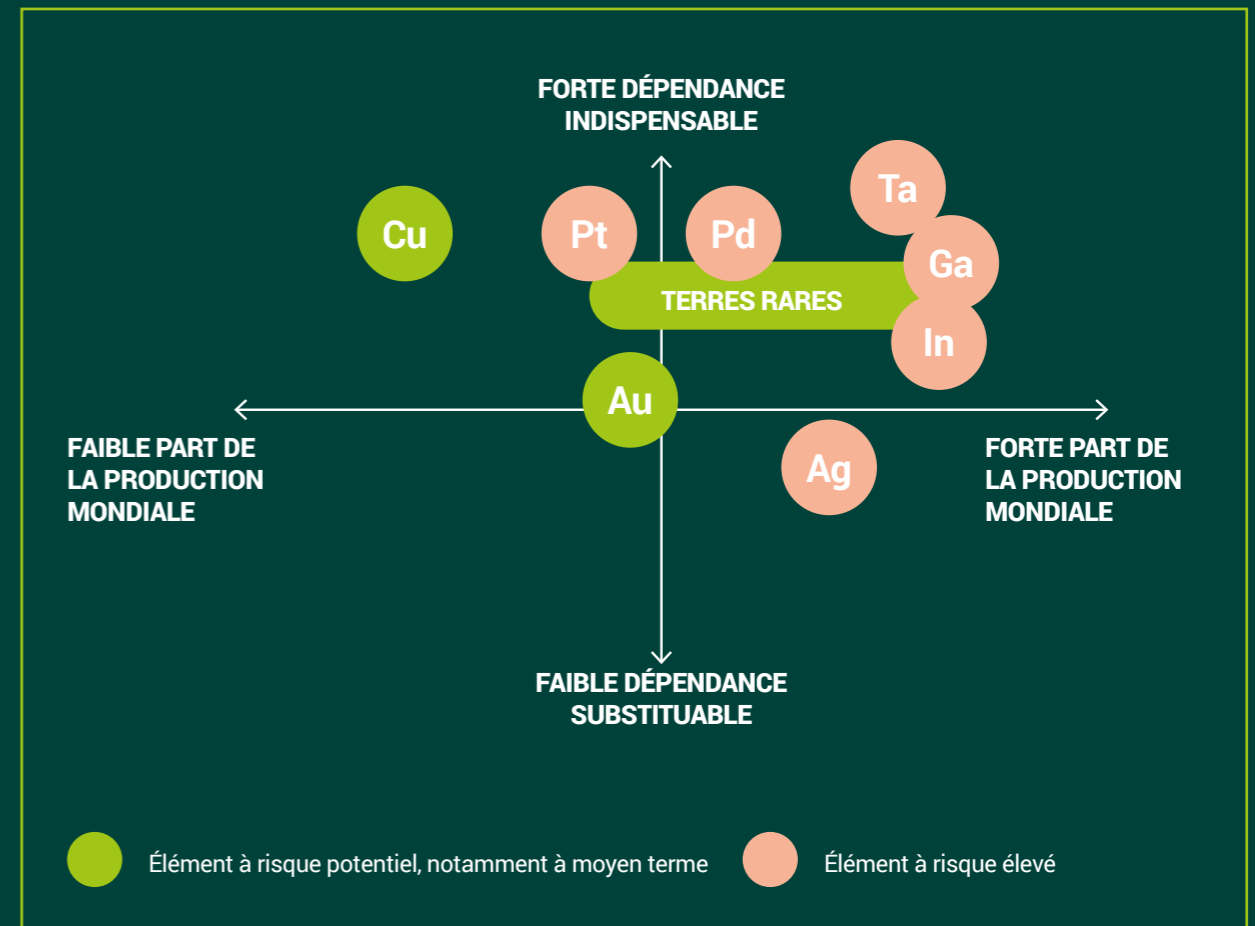 FORTE DÉPENDANCE
INDISPENSABLE
Ta
Cu
Pt
Pd
Ga
TERRES RARES
In
Au
FAIBLE PART DE
LA PRODUCTION
MONDIALE
Ag
FORTE PART DE
LA PRODUCTION
MONDIALE
FAIBLE DÉPENDANCE
SUBSTITUABLE
Élément à risque potentiel, notamment à moyen terme
Élément à risque élevé